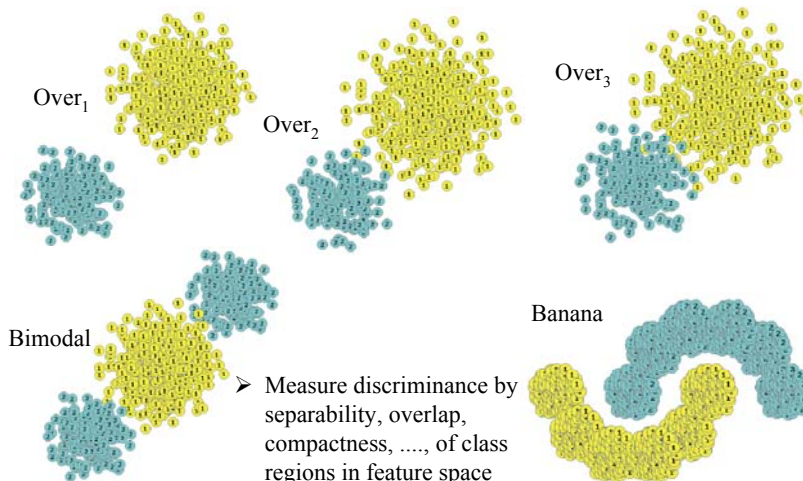 Over1
Over2
Over3
Bimodal
Banana
➢ Measure discriminance by
separability, overlap,
compactness, ...., of class
regions in feature space